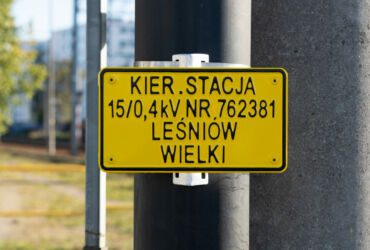 KIER.STACJA
15/0,4kV,NR 762381
LEŚNIÓW
WIELKI